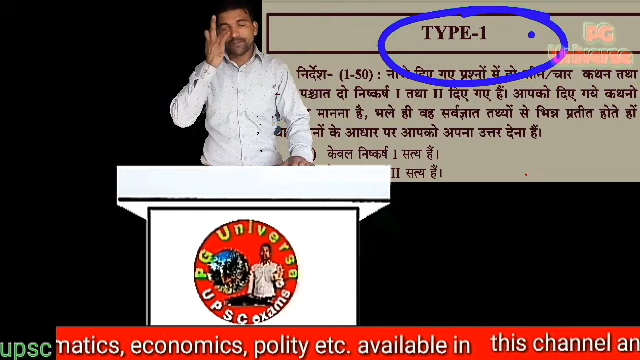 TYPE-1
PG
Universe
निर्देश- (1-50) : नीचे दिए गए प्रश्नों में दो/तीन/चार कथन तथा
पश्चात दो निष्कर्ष I तथा II दिए गए हैं। आपको दिए गये कथनो
मानना है, भले ही वह सर्वज्ञात तथ्यों से भिन्न प्रतीत होते हों
के आधार पर आपको अपना उत्तर देना हैं।
केवल निष्कर्ष 1 सत्य हैं।
II सत्य हैं।
PG Universe
UPSC exams
upsc
matics, economics, polity etc. available in this channel an